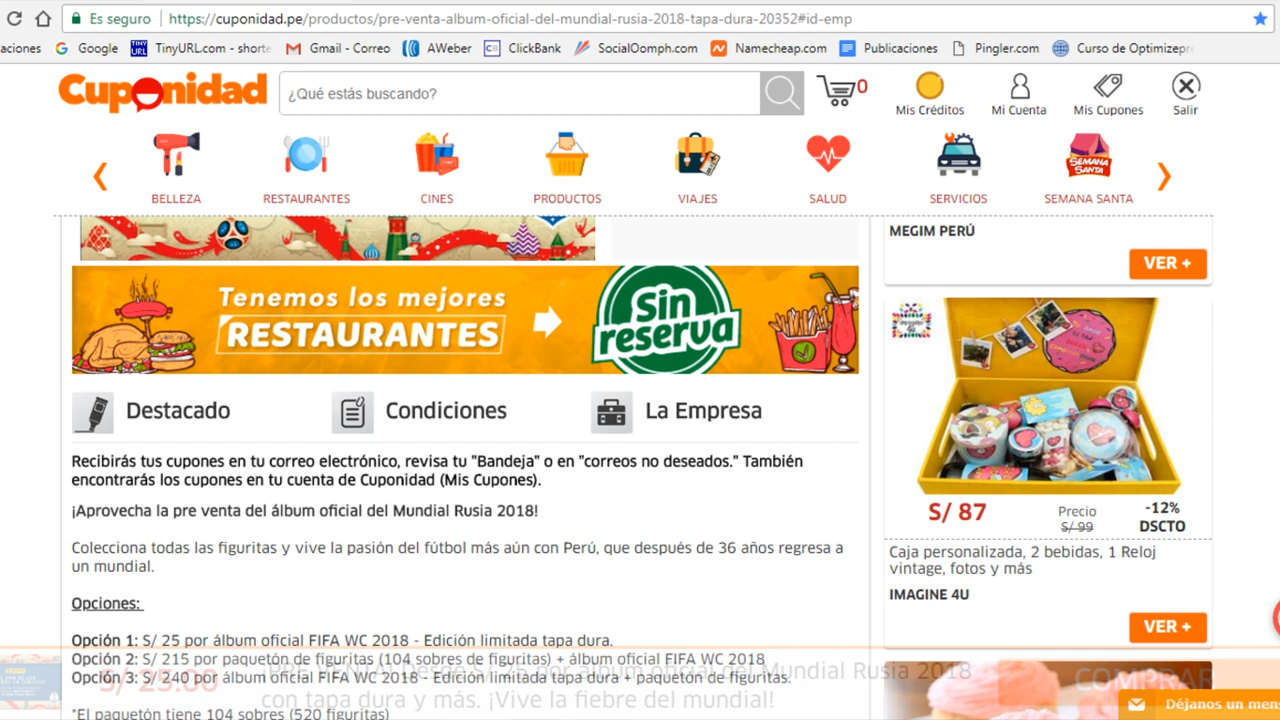 Es seguro | https://cuponidad.pe/productos/pre-venta-album-oficial-del-mundial-rusia-2018-tapa-dura-20352#id-emp
aciones Google TinyURL.com - shorte Gmail - Correo AWeber ClickBank SocialOomph.com Namecheap.com Publicaciones Pingler.com Curso de Optimizepre
Cuponidad ¿Qué estás buscando? 0 Mis Créditos Mi Cuenta Mis Cupones Salir
BELLEZA RESTAURANTES CINES PRODUCTOS VIAJES SALUD SERVICIOS SEMANA SANTA
SEMANA SANTA
MEGIM PERÚ
VER +
Tenemos los mejores
RESTAURANTES
Sin
reserva
Destacado Condiciones La Empresa
Recibirás tus cupones en tu correo electrónico, revisa tu "Bandeja" o en "correos no deseados." También
encontrarás los cupones en tu cuenta de Cuponidad (Mis Cupones).
¡Aprovecha la pre venta del álbum oficial del Mundial Rusia 2018!
Colecciona todas las figuritas y vive la pasión del fútbol más aún con Perú, que después de 36 años regresa a
un mundial.
Opciones:
Opción 1: S/ 25 por álbum oficial FIFA WC 2018 - Edición limitada tapa dura.
Opción 2: S/ 215 por paquetón de figuritas (104 sobres de figuritas) + álbum oficial FIFA WC 2018
Opción 3: S/ 240 por álbum oficial FIFA WC 2018 - Edición limitada tapa dura + paquetón de figuritas.
*El paquetón tiene 104 sobres (520 figuritas)
S/ 25.00
PRE VENTA! Desde S/ 25 por álbum oficial del Mundial Rusia 2018
con tapa dura y más. ¡Vive la fiebre del mundial!
COMPRAR
S/ 87 Precio S/ 99 -12% DSCTO
Caja personalizada, 2 bebidas, 1 Reloj
vintage, fotos y más
IMAGINE 4U
VER +
Déjanos un mens